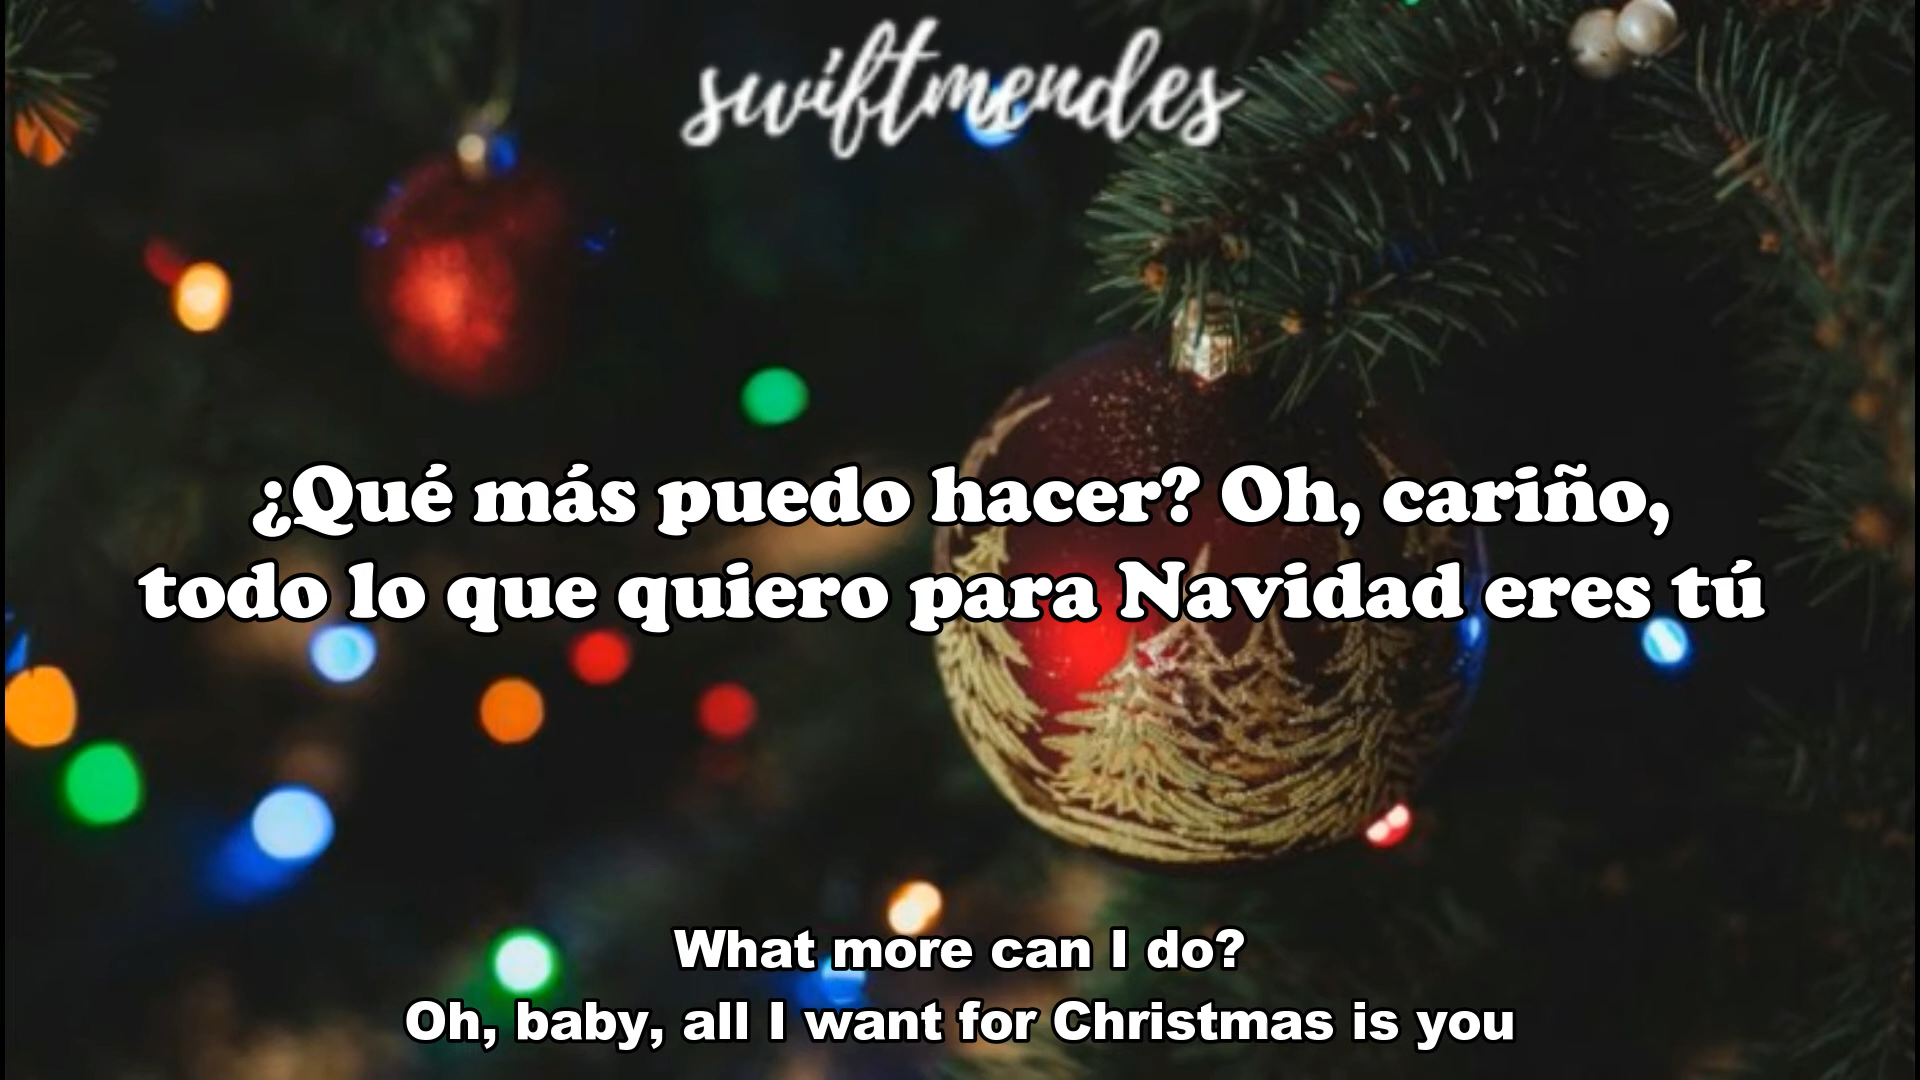 swiftmendes
¿Qué más puedo hacer? Oh, cariño,
todo lo que quiero para Navidad eres tú
What more can I do?
Oh, baby, all I want for Christmas is you